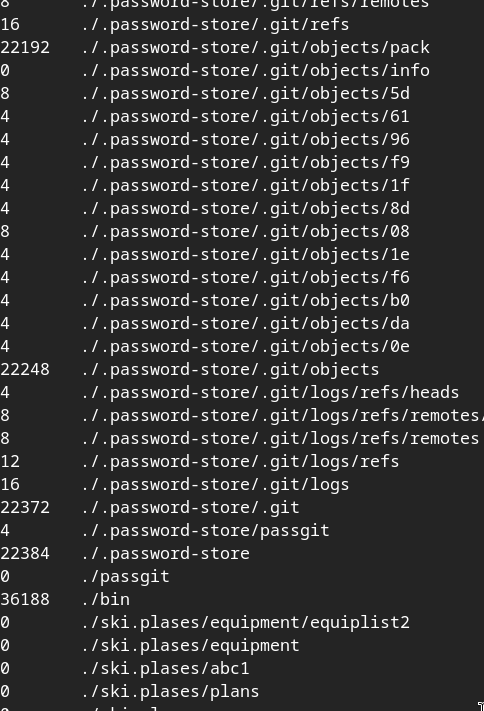 8 ./.password-store/.git/refs/remotes
16 ./.password-store/.git/refs
22192 ./.password-store/.git/objects/pack
0 ./.password-store/.git/objects/info
8 ./.password-store/.git/objects/5d
4 ./.password-store/.git/objects/61
4 ./.password-store/.git/objects/96
4 ./.password-store/.git/objects/f9
4 ./.password-store/.git/objects/1f
4 ./.password-store/.git/objects/8d
8 ./.password-store/.git/objects/08
4 ./.password-store/.git/objects/1e
4 ./.password-store/.git/objects/f6
4 ./.password-store/.git/objects/b0
4 ./.password-store/.git/objects/da
4 ./.password-store/.git/objects/0e
22248 ./.password-store/.git/objects
4 ./.password-store/.git/logs/refs/heads
8 ./.password-store/.git/logs/refs/remotes/
8 ./.password-store/.git/logs/refs/remotes
12 ./.password-store/.git/logs/refs
16 ./.password-store/.git/logs
22372 ./.password-store/.git
4 ./.password-store/passgit
22384 ./.password-store
0 ./passgit
36188 ./bin
0 ./ski.plases/equipment/equiplist2
0 ./ski.plases/equipment
0 ./ski.plases/abc1
0 ./ski.plases/plans